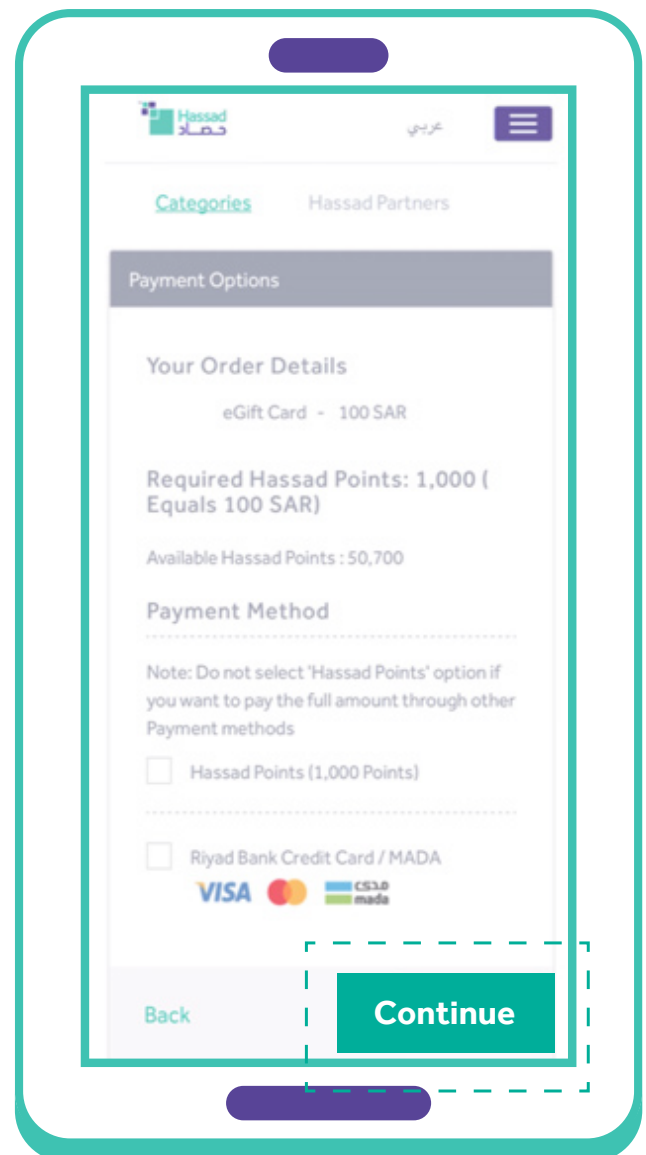 Hassad
حصاد
عربي
Categories Hassad Partners
Payment Options
Your Order Details
eGift Card - 100 SAR
Required Hassad Points: 1,000 (
Equals 100 SAR)
Available Hassad Points : 50,700
Payment Method
Note: Do not select 'Hassad Points' option if
you want to pay the full amount through other
Payment methods
Hassad Points (1,000 Points)
Riyad Bank Credit Card / MADA
VISA مدى
mada
Back Continue